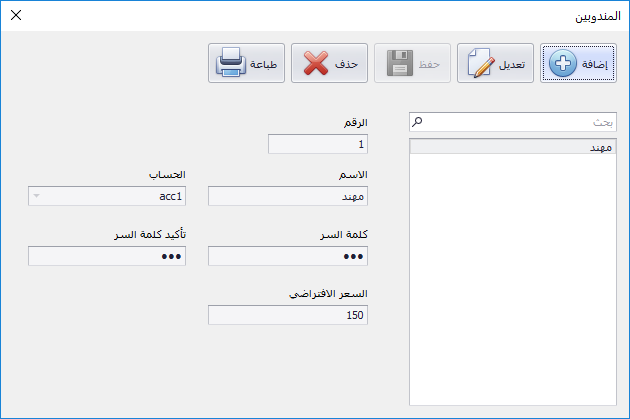 المندوبين
إضافة
تعديل
حفظ
حذف
طباعة
بحث
مهند
الرقم
1
الاسم
الحساب
مهند
acc1
كلمة السر
تأكيد كلمة السر
•••
•••
السعر الافتراضي
150